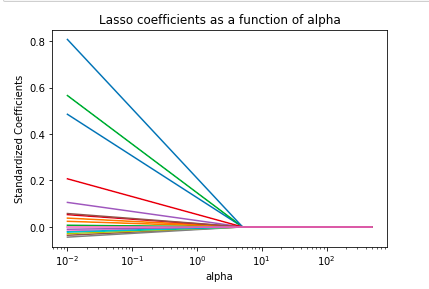 Lasso coefficients as a function of alpha
Standardized Coefficients
0.8
0.6
0.4
0.2
0.0
10⁻² 10⁻¹ 10⁰ 10¹ 10²
alpha